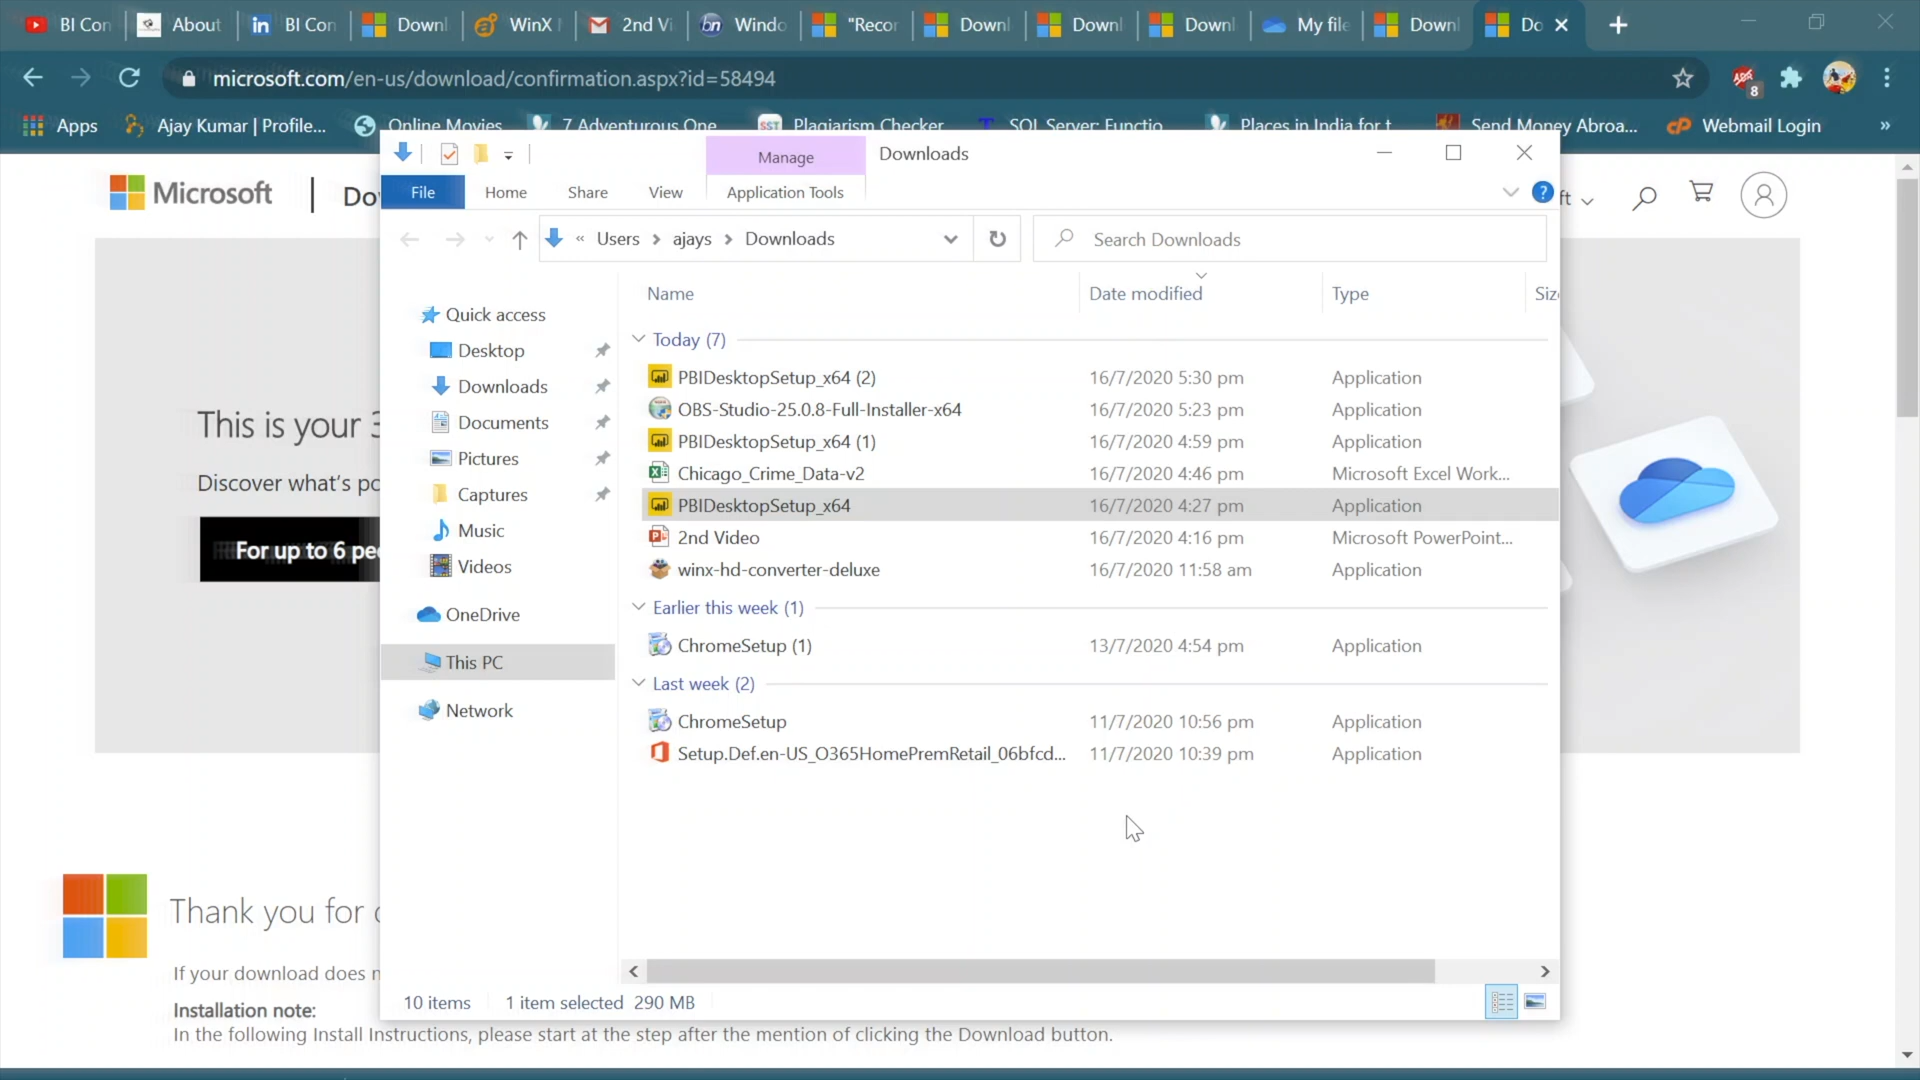 BI Con About BI Con Downl WinX 2nd Vi Windo "Recor Downl Downl Downl My file Downl Do
microsoft.com/en-us/download/confirmation.aspx?id=58494 8
Apps Ajay Kumar | Profile... Online Movies 7 Adventurous One Plagiarism Checker SQL Server: Functio Places in India for t Send Money Abroa... Webmail Login »
Manage Downloads
File Home Share View Application Tools
Microsoft | Do
« Users > ajays > Downloads Search Downloads
Name Date modified Type
Quick access
Today (7)
Desktop
PBIDesktopSetup_x64 (2) 16/7/2020 5:30 pm Application
Downloads
OBS-Studio-25.0.8-Full-Installer-x64 16/7/2020 5:23 pm Application
Documents
PBIDesktopSetup_x64 (1) 16/7/2020 4:59 pm Application
Pictures
Chicago_Crime_Data-v2 16/7/2020 4:46 pm Microsoft Excel Work...
Captures
PBIDesktopSetup_x64 16/7/2020 4:27 pm Application
Music
2nd Video 16/7/2020 4:16 pm Microsoft PowerPoint...
Videos
winx-hd-converter-deluxe 16/7/2020 11:58 am Application
OneDrive
Earlier this week (1)
This PC
ChromeSetup (1) 13/7/2020 4:54 pm Application
Network
Last week (2)
ChromeSetup 11/7/2020 10:56 pm Application
Setup.Def.en-US_O365HomePremRetail_06bfcd... 11/7/2020 10:39 pm Application
This is your
Discover what's po
For up to 6 peo
Thank you for
If your download does
10 items 1 item selected 290 MB
Installation note:
In the following Install Instructions, please start at the step after the mention of clicking the Download button.